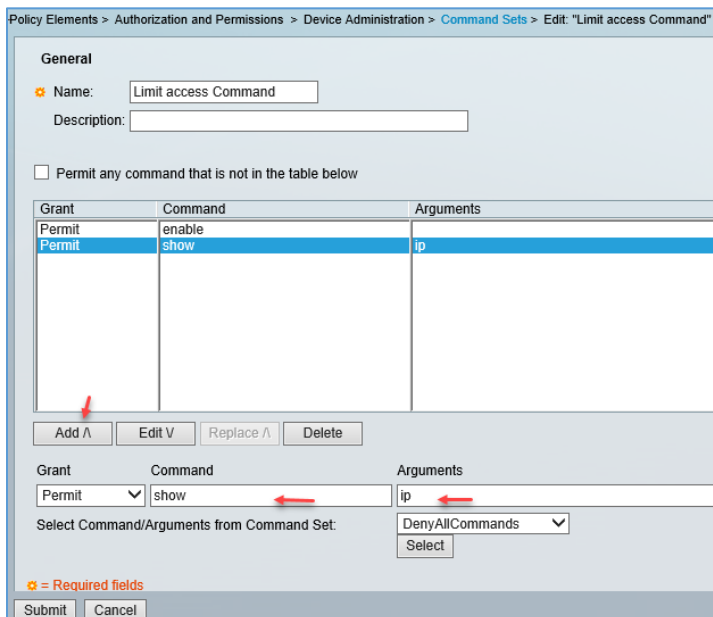 Policy Elements > Authorization and Permissions > Device Administration > Command Sets > Edit: "Limit access Command"
General
Name: Limit access Command
Description:
Permit any command that is not in the table below
Grant Command Arguments
Permit enable
Permit show ip
Add /\ Edit \/ Replace /\ Delete
Grant Command Arguments
Permit show ip
Select Command/Arguments from Command Set: DenyAllCommands
Select
= Required fields
Submit Cancel